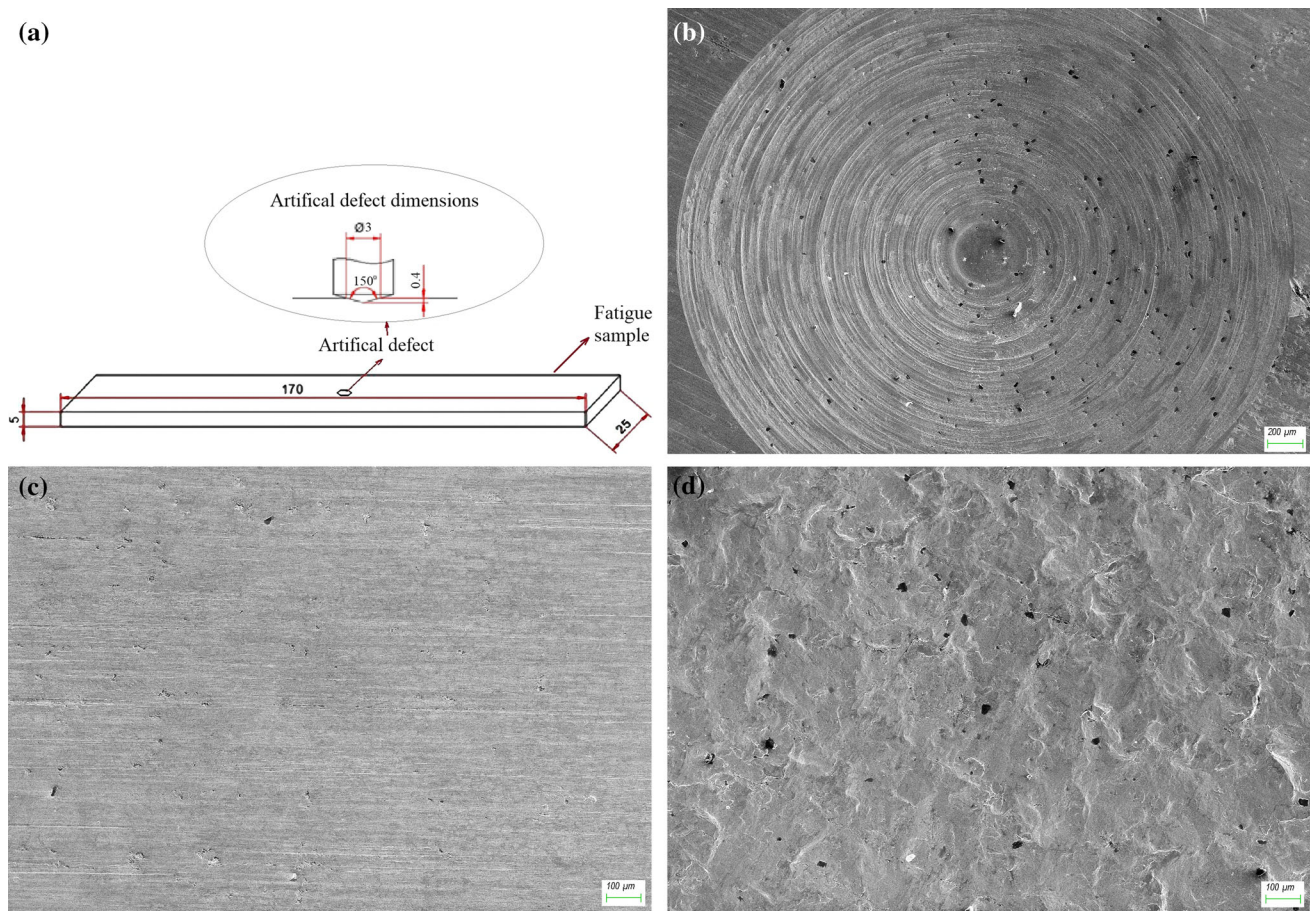 (a)
Artifical defect dimensions
Ø3
150°
0.4
Fatigue
sample
Artifical defect
170
5
25
(b)
200 µm
(c)
100 µm
(d)
100 µm